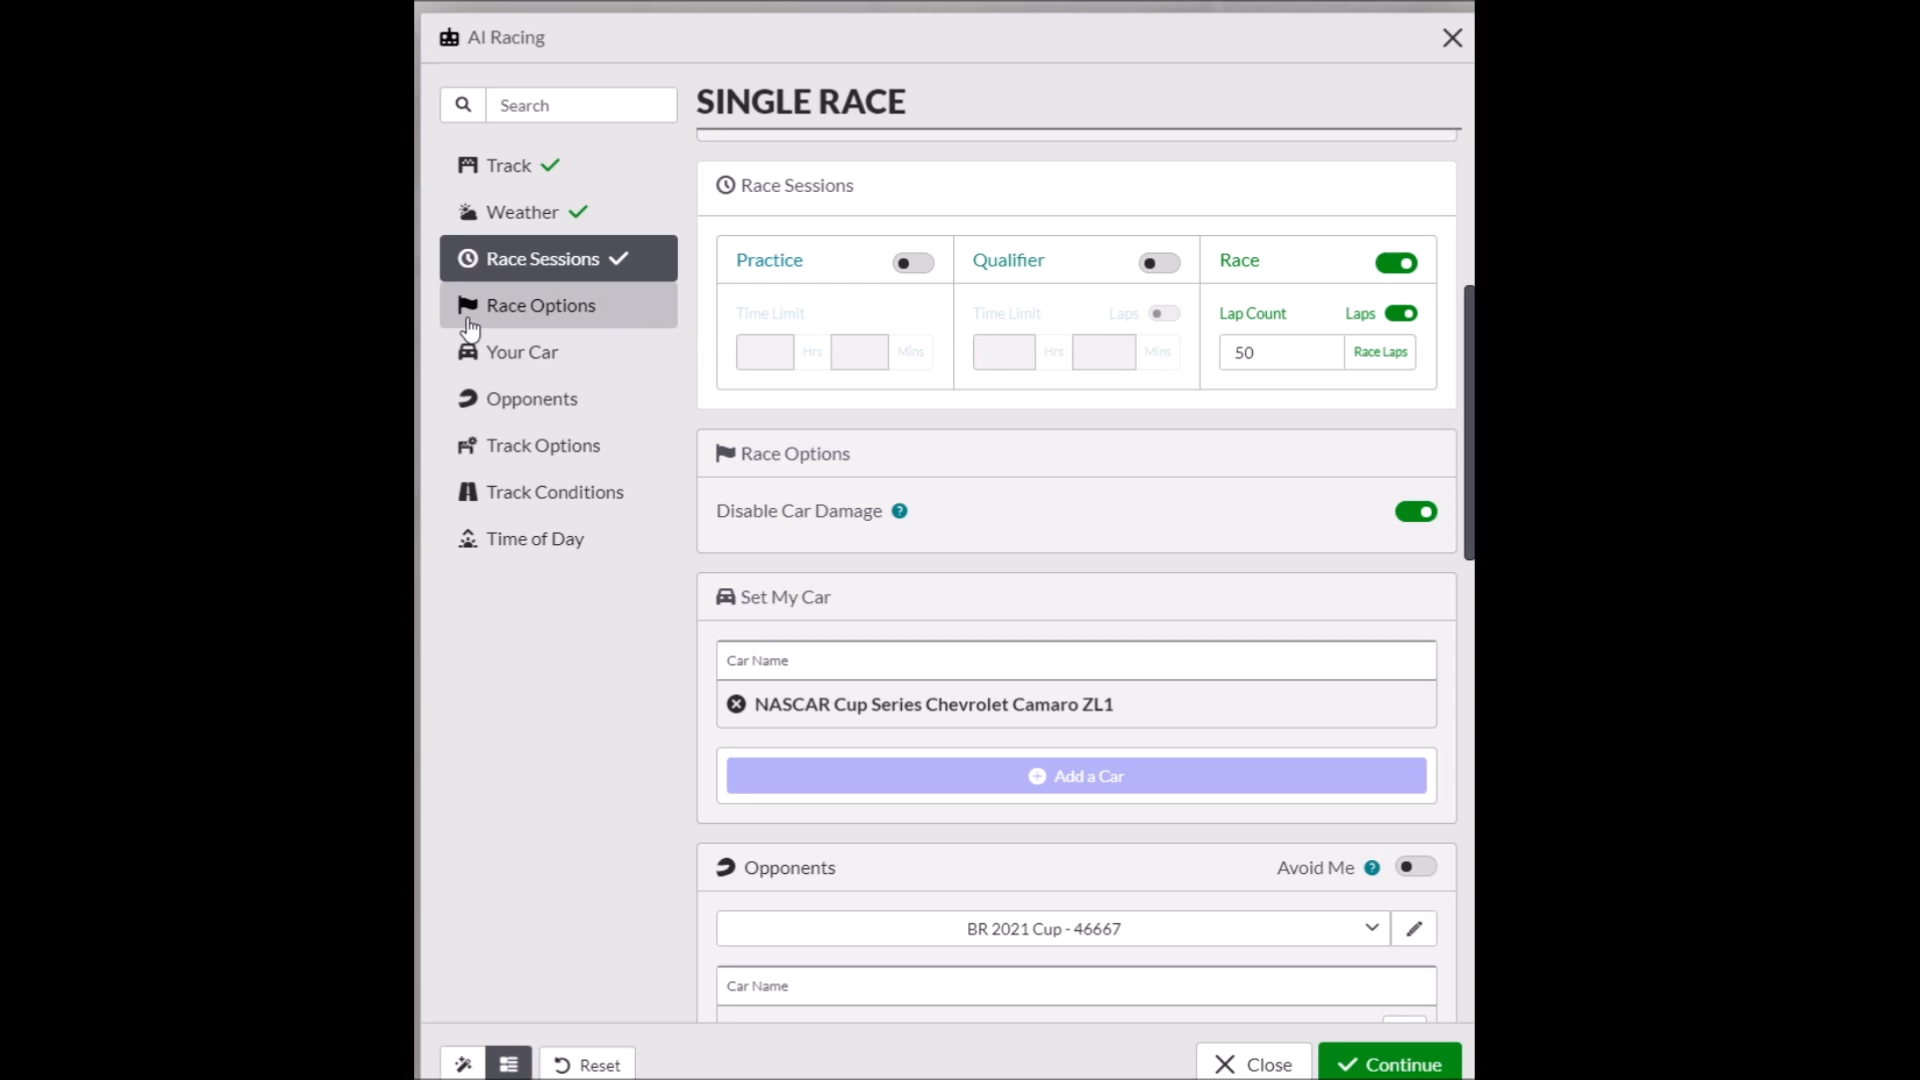 AI Racing
Search
SINGLE RACE
Track
Weather
Race Sessions
Race Options
Your Car
Opponents
Track Options
Track Conditions
Time of Day
Race Sessions
Practice
Qualifier
Race
Time Limit
Time Limit
Laps
Lap Count
Laps
Hrs
Mins
Hrs
Mins
50
Race Laps
Race Options
Disable Car Damage ?
Set My Car
Car Name
NASCAR Cup Series Chevrolet Camaro ZL1
Add a Car
Opponents
Avoid Me ?
BR 2021 Cup - 46667
Car Name
Reset
Close
Continue